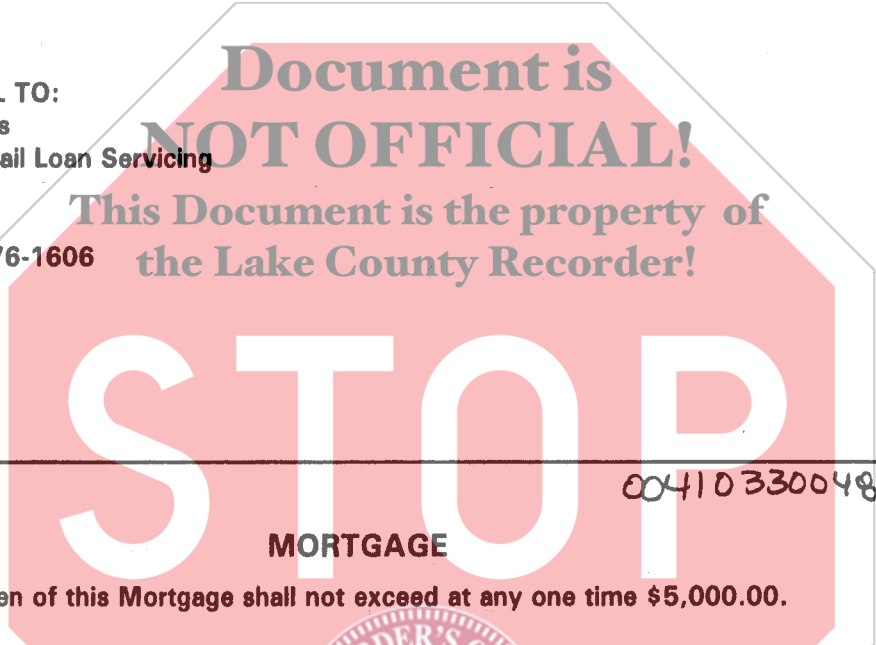 Document is
L TO:
s
NOT OFFICIAL!
ail Loan Servicing
This Document is the property of
76-1606
the Lake County Recorder!
STOP
00410330048
MORTGAGE
en of this Mortgage shall not exceed at any one time $5,000.00.
DER'S